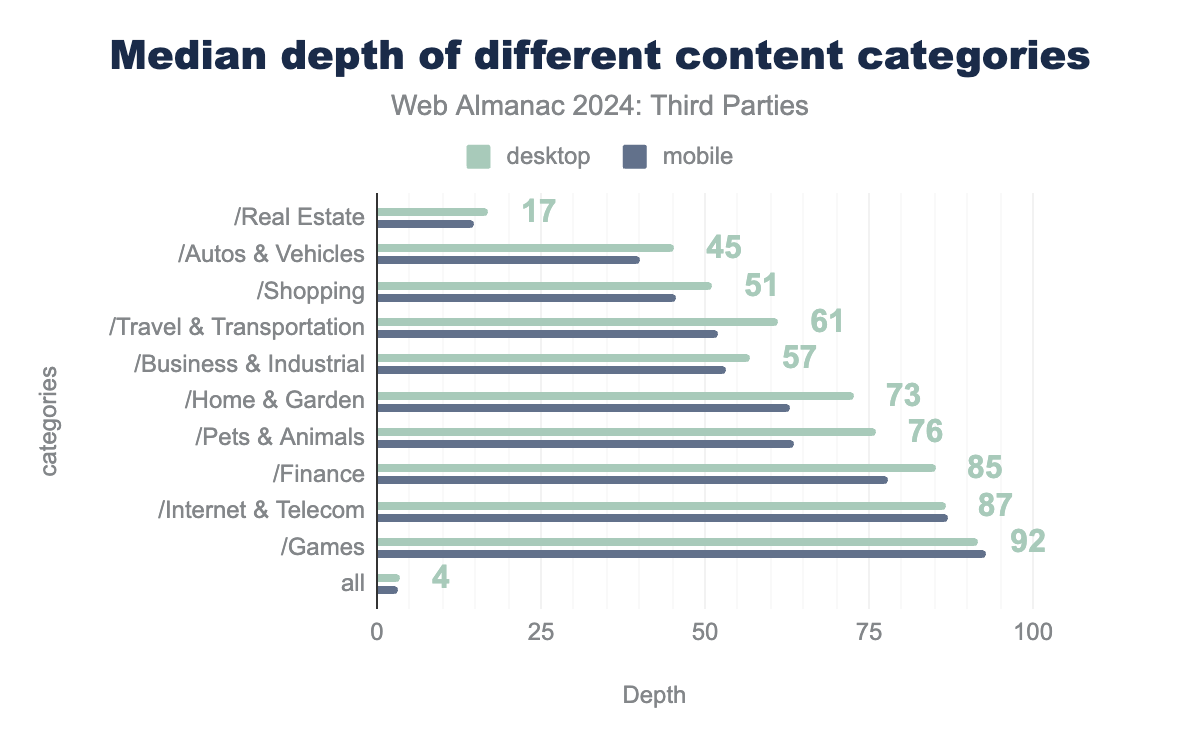 Median depth of different content categories
Web Almanac 2024: Third Parties
desktop mobile
/Real Estate 17
/Autos & Vehicles 45
/Shopping 51
/Travel & Transportation 61
/Business & Industrial 57
/Home & Garden 73
/Pets & Animals 76
/Finance 85
/Internet & Telecom 87
/Games 92
all 4
categories
0 25 50 75 100
Depth